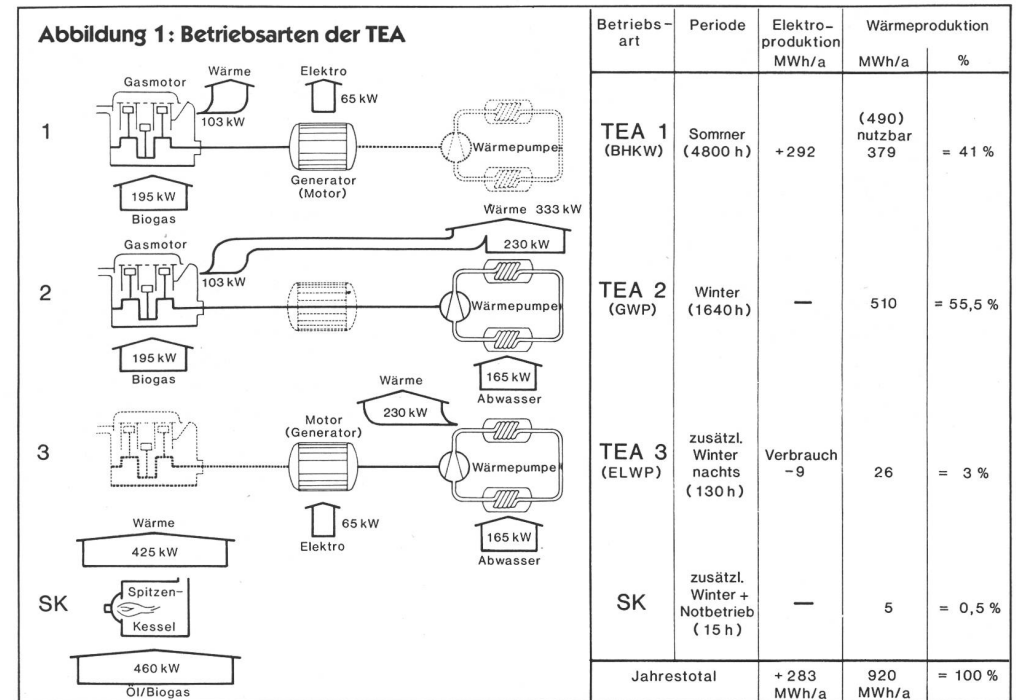 Abbildung 1: Betriebsarten der TEA
Betriebs-
art
Periode
Elektro-
produktion
MWh/a
Wärmeproduktion
MWh/a
%
1
Gasmotor
Wärme
103 kW
Elektro
65 kW
Wärmepumpe
Generator
(Motor)
195 kW
Biogas
TEA 1
(BHKW)
Sommer
(4800 h)
+292
(490)
nutzbar
379
= 41 %
2
Gasmotor
103 kW
Wärme 333 kW
230 kW
Wärmepumpe
195 kW
Biogas
165 kW
Abwasser
TEA 2
(GWP)
Winter
(1640 h)
—
510
= 55,5 %
3
Wärme
230 kW
Motor
(Generator)
Wärmepumpe
65 kW
Elektro
165 kW
Abwasser
TEA 3
(ELWP)
zusätzl.
Winter
nachts
(130 h)
Verbrauch
-9
26
= 3 %
SK
Wärme
425 kW
Spitzen-
Kessel
460 kW
Öl/Biogas
SK
zusätzl.
Winter +
Notbetrieb
(15 h)
—
5
= 0,5 %
Jahrestotal
+ 283
MWh/a
920
MWh/a
= 100 %